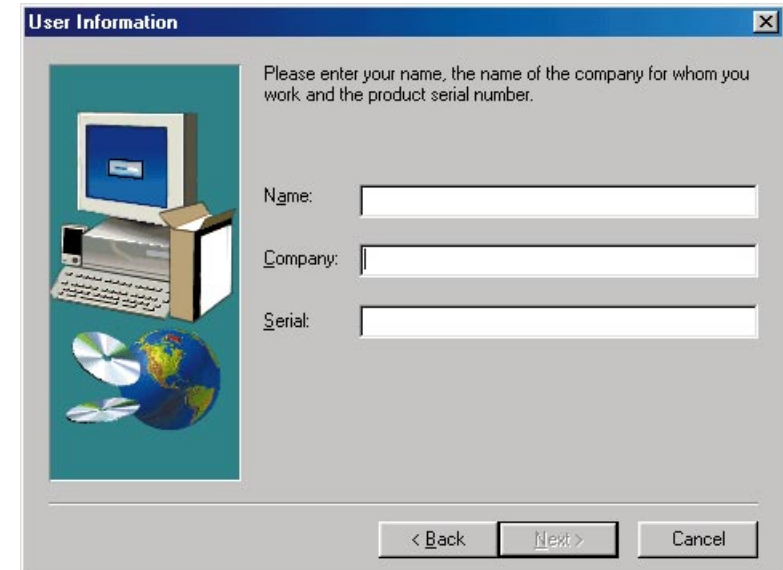 User Information
Please enter your name, the name of the company for whom you
work and the product serial number.
Name:
Company:
Serial:
< Back
Next >
Cancel